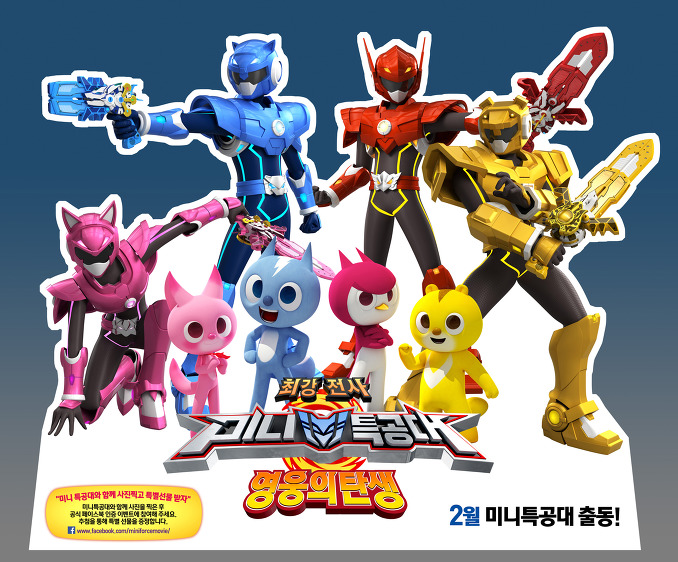 최강 전사
미니특공대
영웅의 탄생
"미니 특공대와 함께 사진찍고 특별선물 받자"
미니특공대와 함께 사진을 찍은 후
공식 페이스북 인증 이벤트에 참여해 주세요.
추첨을 통해 특별 선물을 증정합니다.
f www.facebook.com/miniforcemovie/
2월 미니특공대 출동!